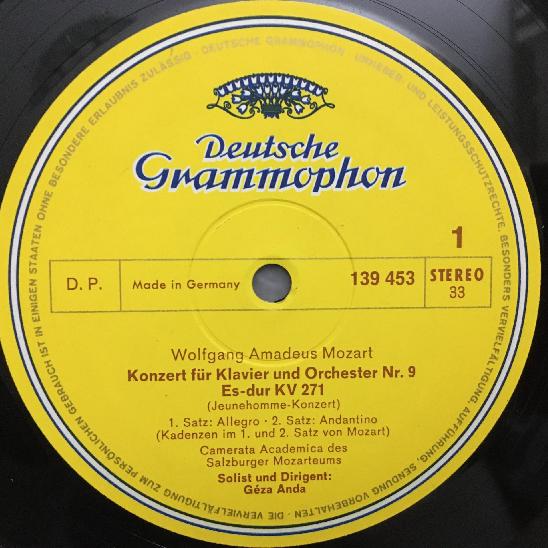 Deutsche
Grammophon
1
D. P.
Made in Germany
139 453
STEREO
33
Wolfgang Amadeus Mozart
Konzert für Klavier und Orchester Nr. 9
Es-dur KV 271
(Jeunehomme-Konzert)
1. Satz: Allegro · 2. Satz: Andantino
(Kadenzen im 1. und 2. Satz von Mozart)
Camerata Academica des
Salzburger Mozarteums
Solist und Dirigent:
Géza Anda
· DEUTSCHE GRAMMOPHON · URHEBER- UND LEISTUNGSSCHUTZRECHTE, BESONDERS VERVIELFÄLTIGUNG, AUFFÜHRUNG, SENDUNG VORBEHALTEN · DIE VERVIELFÄLTIGUNG ZUM PERSÖNLICHEN GEBRAUCH IST IN EINIGEN STAATEN OHNE BESONDERE ERLAUBNIS ZULÄSSIG